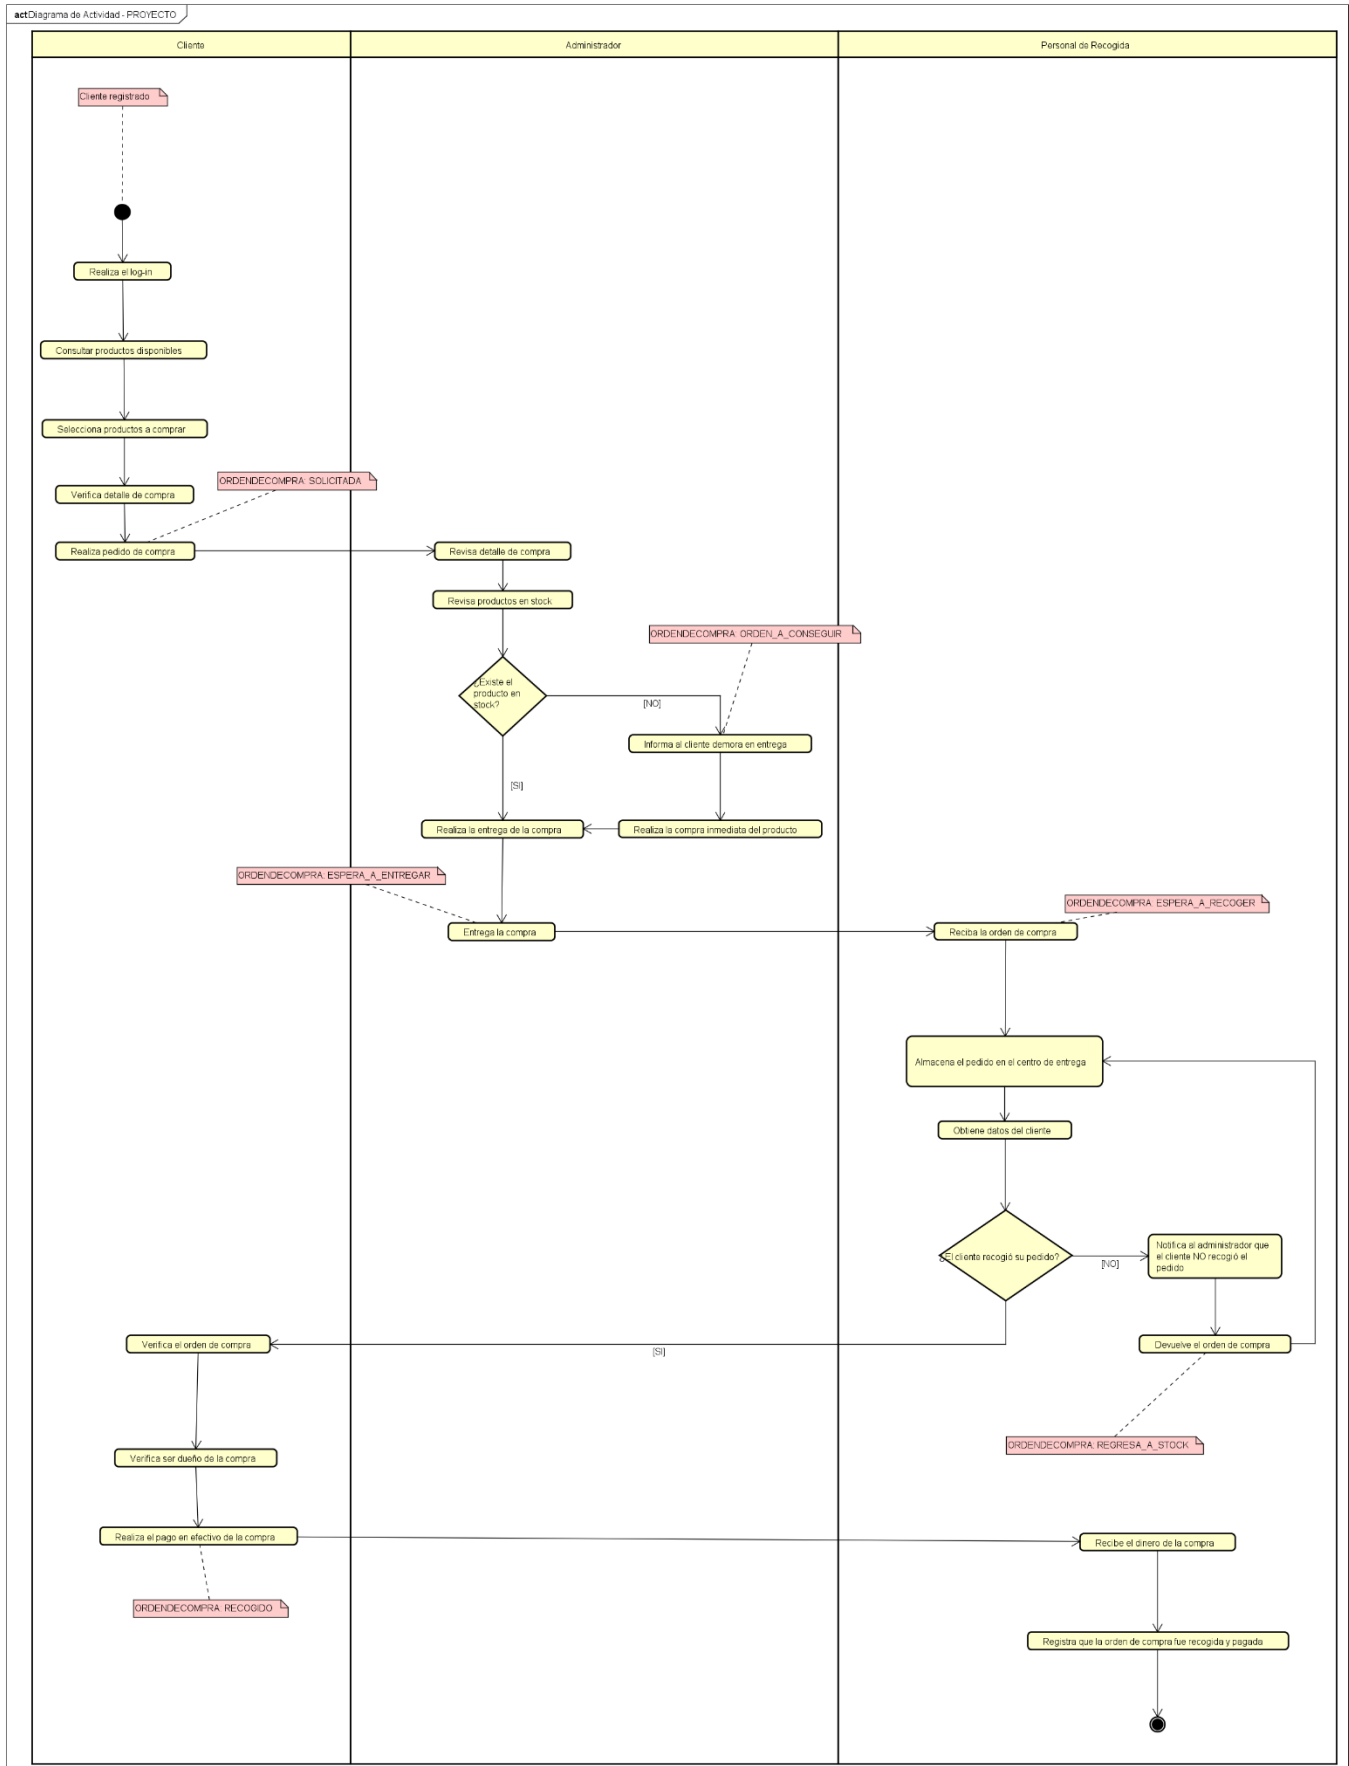 act Diagrama de Actividad - PROYECTO
Cliente
Administrador
Personal de Recogida
Cliente registrado
Realiza el log-in
Consultar productos disponibles
Selecciona productos a comprar
ORDENDECOMPRA: SOLICITADA
Verifica detalle de compra
Realiza pedido de compra
Revisa detalle de compra
Revisa productos en stock
ORDENDECOMPRA: ORDEN_A_CONSEGUIR
¿Existe el
producto en
stock?
[NO]
Informa al cliente demora en entrega
[SI]
Realiza la entrega de la compra
Realiza la compra inmediata del producto
ORDENDECOMPRA: ESPERA_A_ENTREGAR
ORDENDECOMPRA: ESPERA_A_RECOGER
Entrega la compra
Reciba la orden de compra
Almacena el pedido en el centro de entrega
Obtiene datos del cliente
¿El cliente recogió su pedido?
[NO]
Notifica al administrador que
el cliente NO recogió el
pedido
Verifica el orden de compra
[SI]
Devuelve el orden de compra
ORDENDECOMPRA: REGRESA_A_STOCK
Verifica ser dueño de la compra
Realiza el pago en efectivo de la compra
Recibe el dinero de la compra
ORDENDECOMPRA: RECOGIDO
Registra que la orden de compra fue recogida y pagada